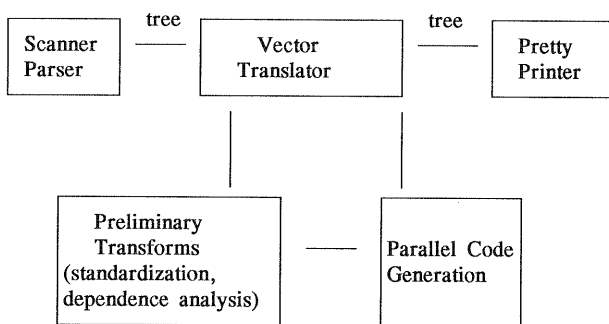 tree
tree
Scanner
Parser
Vector
Translator
Pretty
Printer
Preliminary
Transforms
(standardization,
dependence analysis)
Parallel Code
Generation